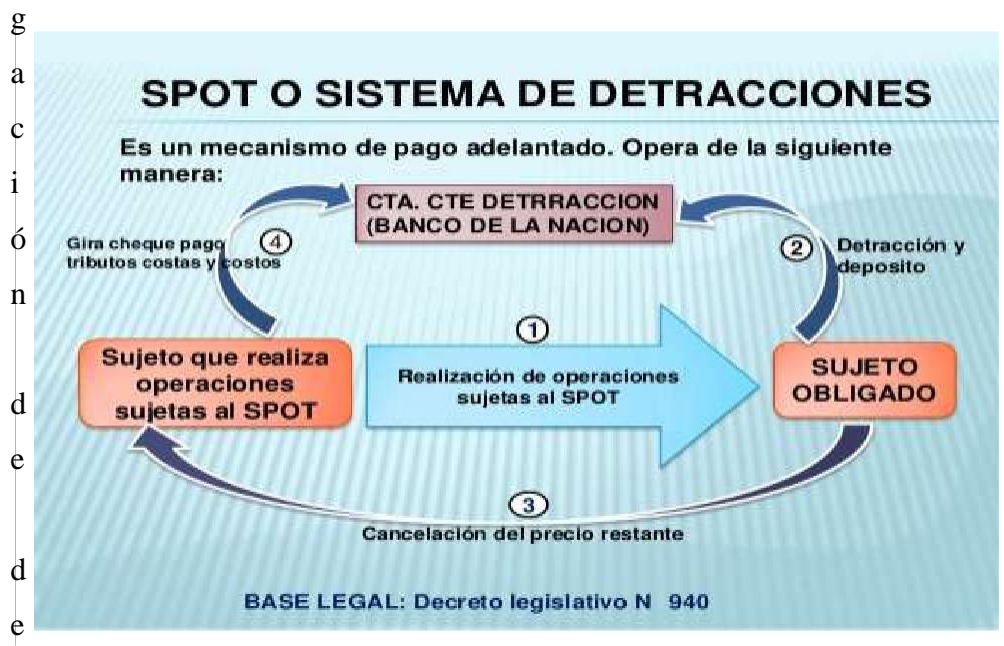 g
a
c
i
ó
n
d
e
d
e
SPOT O SISTEMA DE DETRACCIONES
Es un mecanismo de pago adelantado. Opera de la siguiente
manera:
CTA. CTE DETRRACCION
(BANCO DE LA NACION)
Gira cheque pago
tributos costas y costos
4
2
Detracción y
deposito
1
Sujeto que realiza
operaciones
sujetas al SPOT
Realización de operaciones
sujetas al SPOT
SUJETO
OBLIGADO
3
Cancelación del precio restante
BASE LEGAL: Decreto legislativo N 940